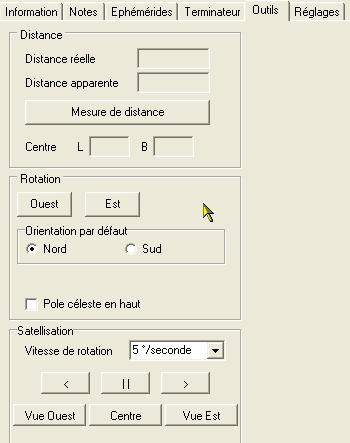 Information Notes Ephémérides Terminateur Outils Réglages
Distance
Distance réelle
Distance apparente
Mesure de distance
Centre L B
Rotation
Ouest Est
Orientation par défaut
Nord Sud
Pole céleste en haut
Satellisation
Vitesse de rotation 5 °/seconde
< || >
Vue Ouest Centre Vue Est